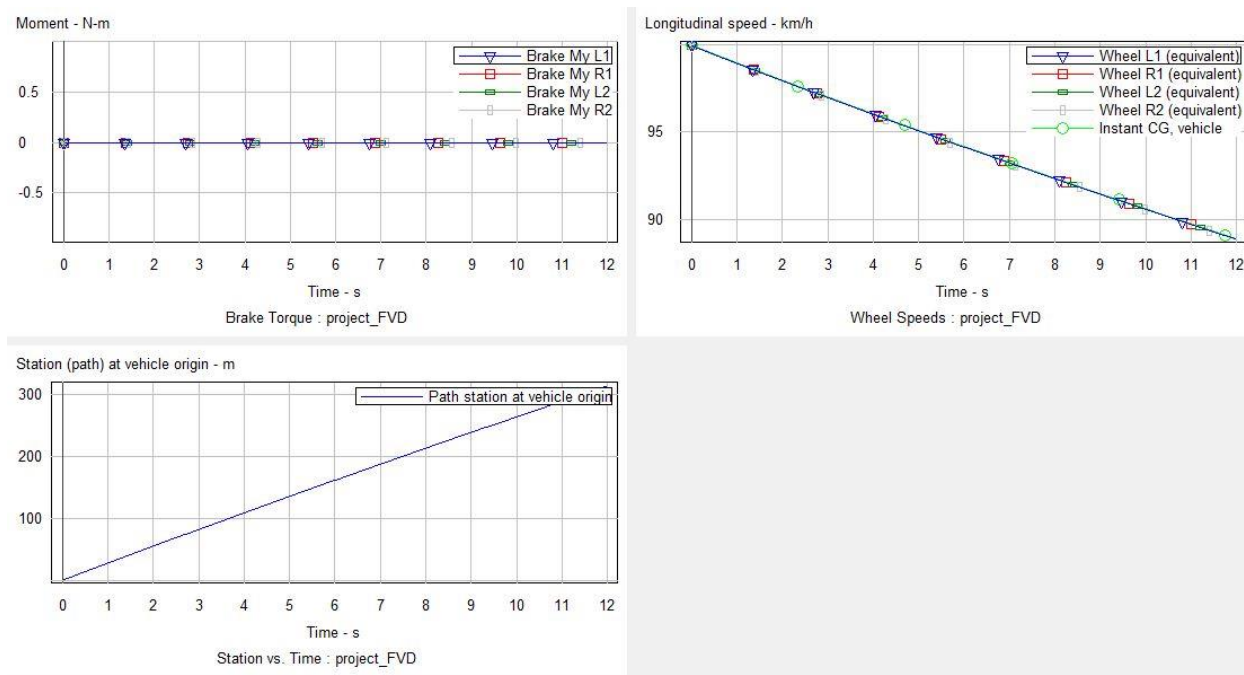 Moment - N-m
Brake My L1
Brake My R1
Brake My L2
Brake My R2
0.5
0
-0.5
0 1 2 3 4 5 6 7 8 9 10 11 12
Time - s
Brake Torque : project_FVD
Longitudinal speed - km/h
Wheel L1 (equivalent)
Wheel R1 (equivalent)
Wheel L2 (equivalent)
Wheel R2 (equivalent)
Instant CG, vehicle
95
90
0 1 2 3 4 5 6 7 8 9 10 11 12
Time - s
Wheel Speeds : project_FVD
Station (path) at vehicle origin - m
Path station at vehicle origin
300
200
100
0 1 2 3 4 5 6 7 8 9 10 11 12
Time - s
Station vs. Time : project_FVD